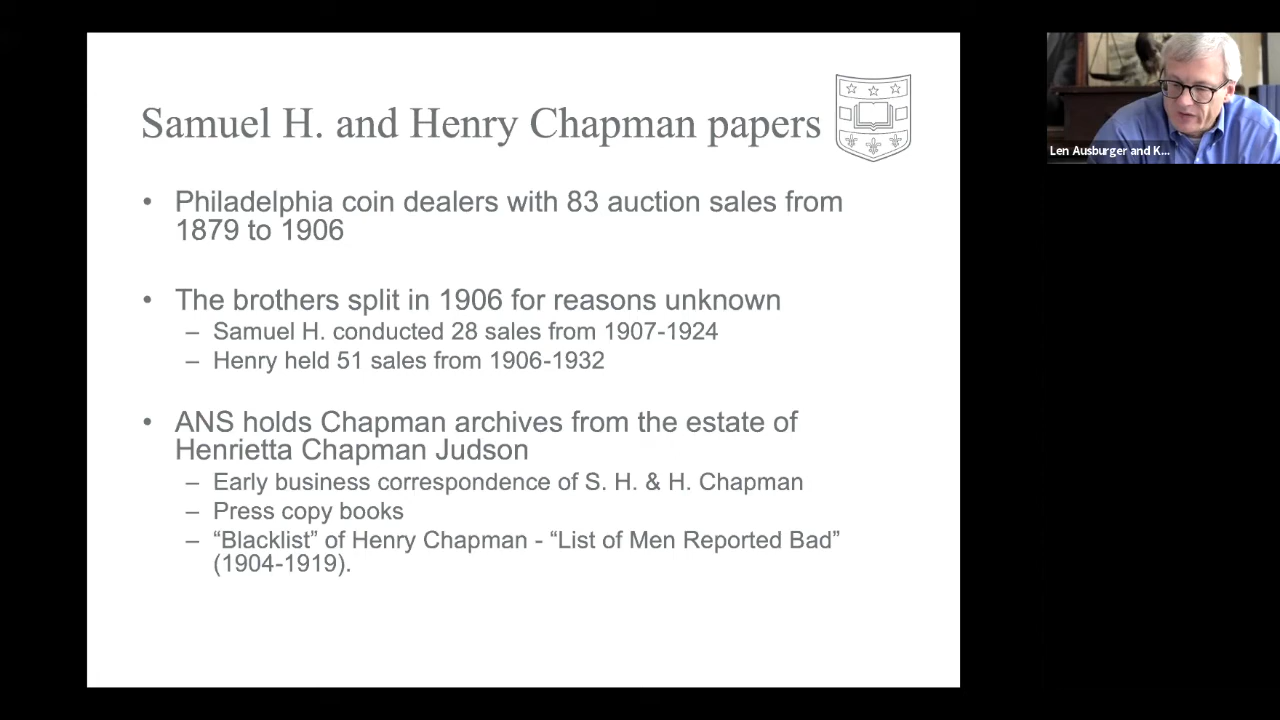 Samuel H. and Henry Chapman papers
• Philadelphia coin dealers with 83 auction sales from
1879 to 1906
• The brothers split in 1906 for reasons unknown
– Samuel H. conducted 28 sales from 1907-1924
– Henry held 51 sales from 1906-1932
• ANS holds Chapman archives from the estate of
Henrietta Chapman Judson
– Early business correspondence of S. H. & H. Chapman
– Press copy books
– “Blacklist” of Henry Chapman - “List of Men Reported Bad”
(1904-1919).
Len Ausburger and K...